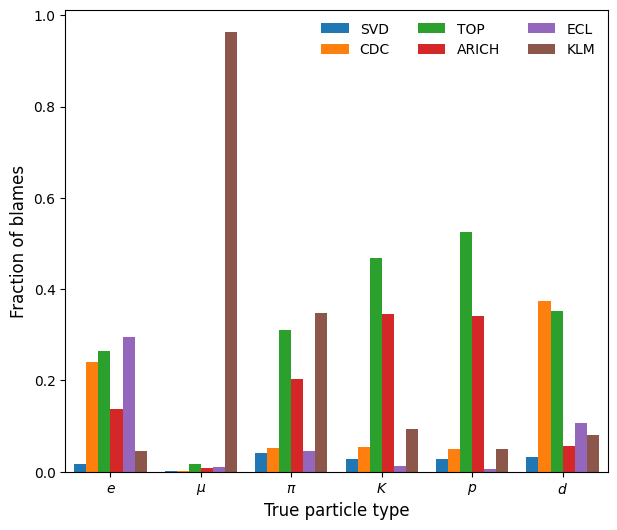 1.0
0.8
0.6
0.4
0.2
0.0
Fraction of blames
SVD
CDC
TOP
ARICH
ECL
KLM
e
μ
π
K
p
d
True particle type